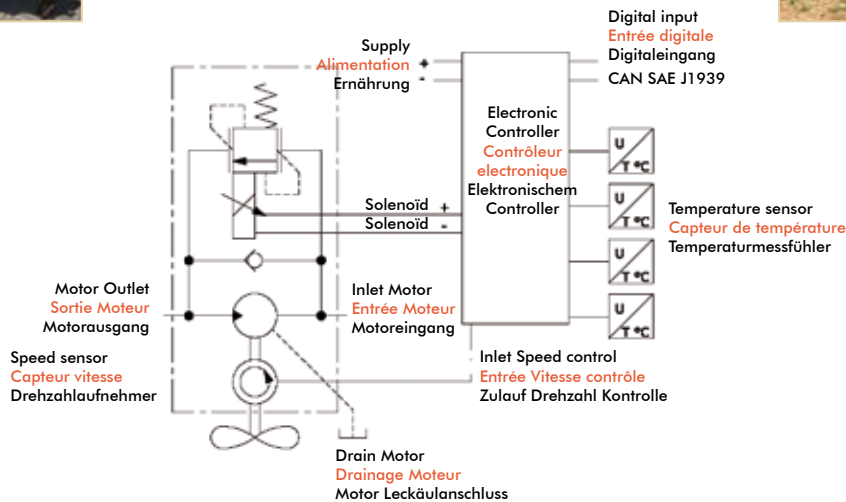 Digital input
Entrée digitale
Digitaleingang
CAN SAE J1939
Supply
Alimentation
Ernährung
+
-
Electronic
Controller
Contrôleur
electronique
Elektronischem
Controller
U
T °C
U
T °C
U
T °C
U
T °C
Temperature sensor
Capteur de température
Temperaturmessfühler
Solenoïd +
Solenoïd -
Motor Outlet
Sortie Moteur
Motorausgang
Inlet Motor
Entrée Moteur
Motoreingang
Speed sensor
Capteur vitesse
Drehzahlaufnehmer
Inlet Speed control
Entrée Vitesse contrôle
Zulauf Drehzahl Kontrolle
Drain Motor
Drainage Moteur
Motor Leckäulanschluss